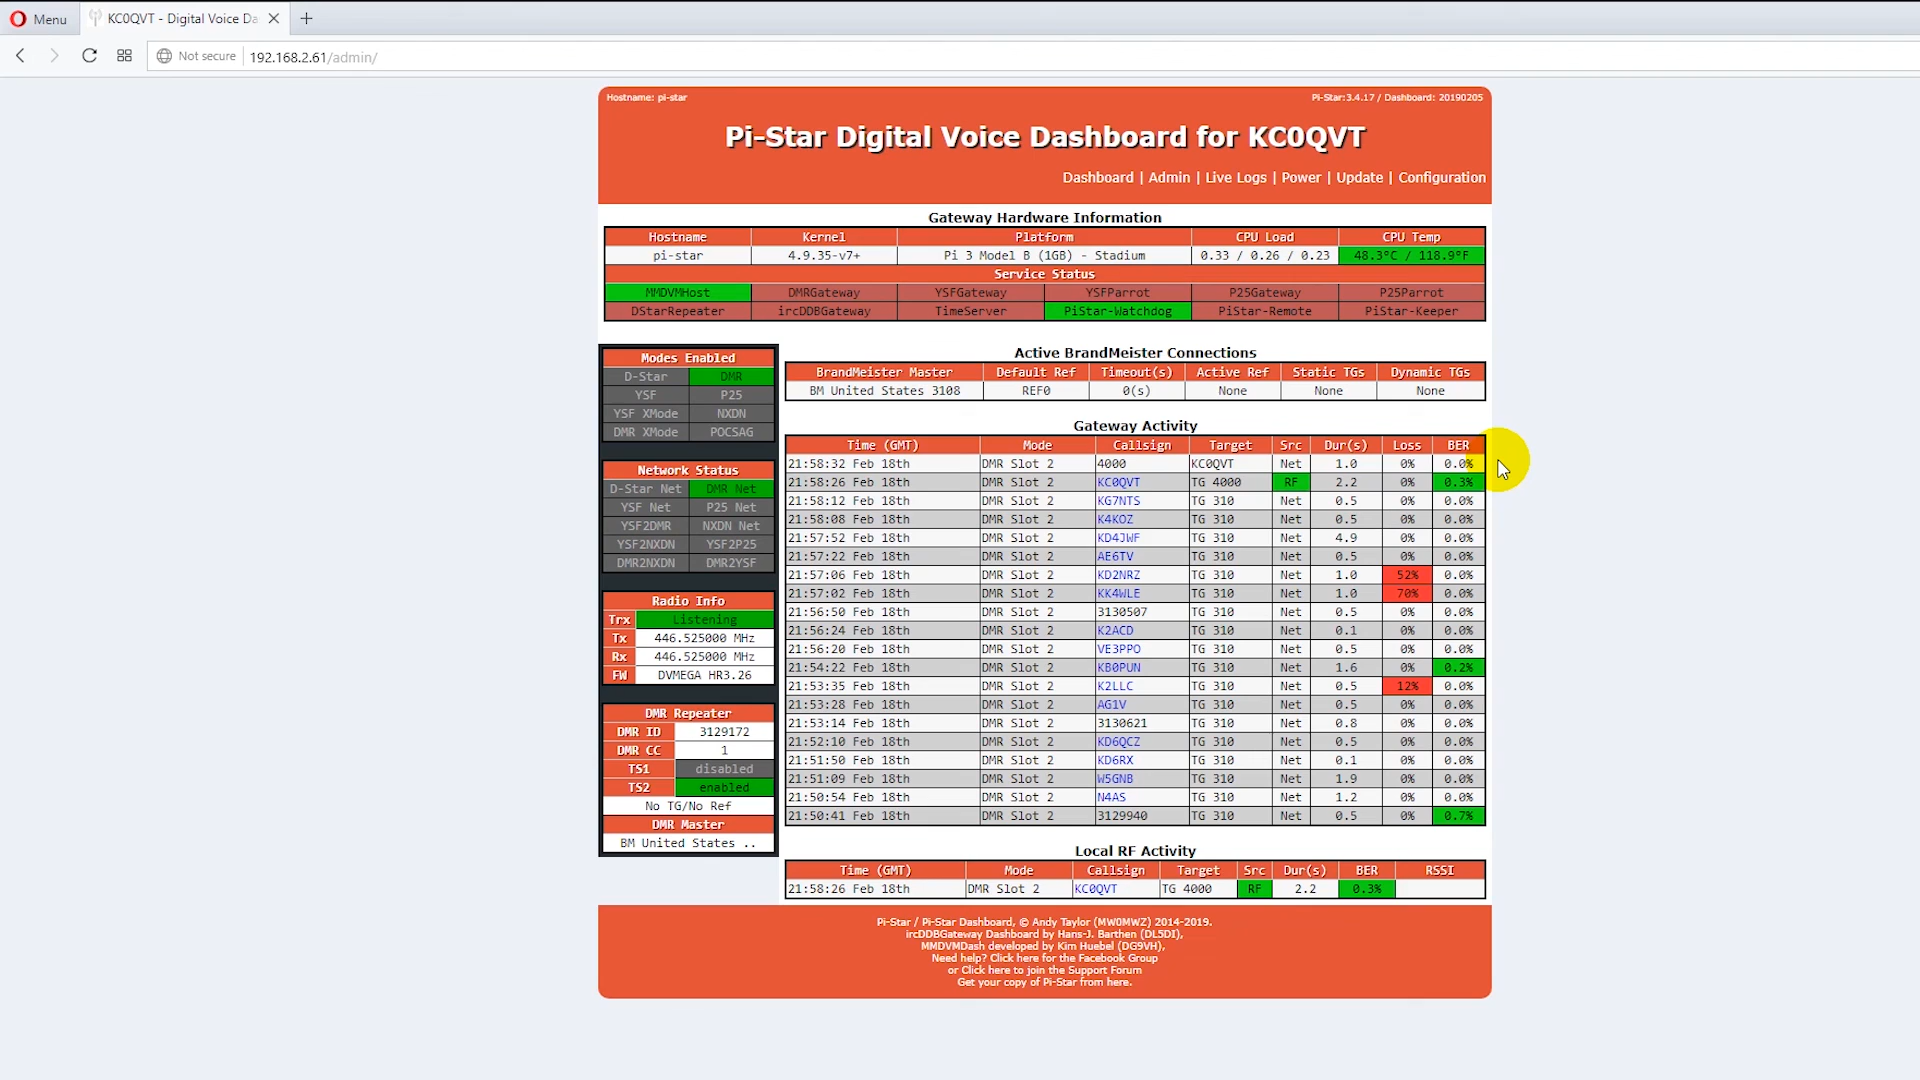 Menu
KC0QVT - Digital Voice Da
Not secure
192.168.2.61/admin/
Hostname: pi-star
Pi-Star:3.4.17 / Dashboard: 20190205
Pi-Star Digital Voice Dashboard for KC0QVT
Dashboard | Admin | Live Logs | Power | Update | Configuration
Gateway Hardware Information
Hostname Kernel Platform CPU Load CPU Temp
pi-star 4.9.35-v7+ Pi 3 Model B (1GB) - Stadium 0.33 / 0.26 / 0.23 48.3°C / 118.9°F
Service Status
MMDVMHost DMRGateway YSFGateway YSFParrot P25Gateway P25Parrot
DStarRepeater ircDDBGateway TimeServer PiStar-Watchdog PiStar-Remote PiStar-Keeper
Modes Enabled
D-Star DMR
YSF P25
YSF XMode NXDN
DMR XMode POCSAG
Network Status
D-Star Net DMR Net
YSF Net P25 Net
YSF2DMR NXDN Net
YSF2NXDN YSF2P25
DMR2NXDN DMR2YSF
Radio Info
Trx Listening
Tx 446.525000 MHz
Rx 446.525000 MHz
FW DVMEGA HR3.26
DMR Repeater
DMR ID 3129172
DMR CC 1
TS1 disabled
TS2 enabled
No TG/No Ref
DMR Master
BM United States ..
Active BrandMeister Connections
BrandMeister Master Default Ref Timeout(s) Active Ref Static TGs Dynamic TGs
BM United States 3108 REF0 0(s) None None None
Gateway Activity
Time (GMT) Mode Callsign Target Src Dur(s) Loss BER
21:58:32 Feb 18th DMR Slot 2 4000 KC0QVT Net 1.0 0% 0.0%
21:58:26 Feb 18th DMR Slot 2 KC0QVT TG 4000 RF 2.2 0% 0.3%
21:58:12 Feb 18th DMR Slot 2 KG7NTS TG 310 Net 0.5 0% 0.0%
21:58:08 Feb 18th DMR Slot 2 K4KOZ TG 310 Net 0.5 0% 0.0%
21:57:52 Feb 18th DMR Slot 2 KD4JWF TG 310 Net 4.9 0% 0.0%
21:57:22 Feb 18th DMR Slot 2 AE6TV TG 310 Net 0.5 0% 0.0%
21:57:06 Feb 18th DMR Slot 2 KD2NRZ TG 310 Net 1.0 52% 0.0%
21:57:02 Feb 18th DMR Slot 2 KK4WLE TG 310 Net 1.0 70% 0.0%
21:56:50 Feb 18th DMR Slot 2 3130507 TG 310 Net 0.5 0% 0.0%
21:56:24 Feb 18th DMR Slot 2 K2ACD TG 310 Net 0.1 0% 0.0%
21:56:20 Feb 18th DMR Slot 2 VE3PPO TG 310 Net 0.5 0% 0.0%
21:54:22 Feb 18th DMR Slot 2 KB0PUN TG 310 Net 1.6 0% 0.2%
21:53:35 Feb 18th DMR Slot 2 K2LLC TG 310 Net 0.5 12% 0.0%
21:53:28 Feb 18th DMR Slot 2 AG1V TG 310 Net 0.5 0% 0.0%
21:53:14 Feb 18th DMR Slot 2 3130621 TG 310 Net 0.8 0% 0.0%
21:52:10 Feb 18th DMR Slot 2 KD6QCZ TG 310 Net 0.5 0% 0.0%
21:51:50 Feb 18th DMR Slot 2 KD6RX TG 310 Net 0.1 0% 0.0%
21:51:09 Feb 18th DMR Slot 2 W5GNB TG 310 Net 1.9 0% 0.0%
21:50:54 Feb 18th DMR Slot 2 N4AS TG 310 Net 1.2 0% 0.0%
21:50:41 Feb 18th DMR Slot 2 3129940 TG 310 Net 0.5 0% 0.7%
Local RF Activity
Time (GMT) Mode Callsign Target Src Dur(s) BER RSSI
21:58:26 Feb 18th DMR Slot 2 KC0QVT TG 4000 RF 2.2 0.3%
Pi-Star / Pi-Star Dashboard, © Andy Taylor (MW0MWZ) 2014-2019.
ircDDBGateway Dashboard by Hans-J. Barthen (DL5DI),
MMDVMDash developed by Kim Huebel (DG9VH),
Need help? Click here for the Facebook Group
or Click here to join the Support Forum
Get your copy of Pi-Star from here.